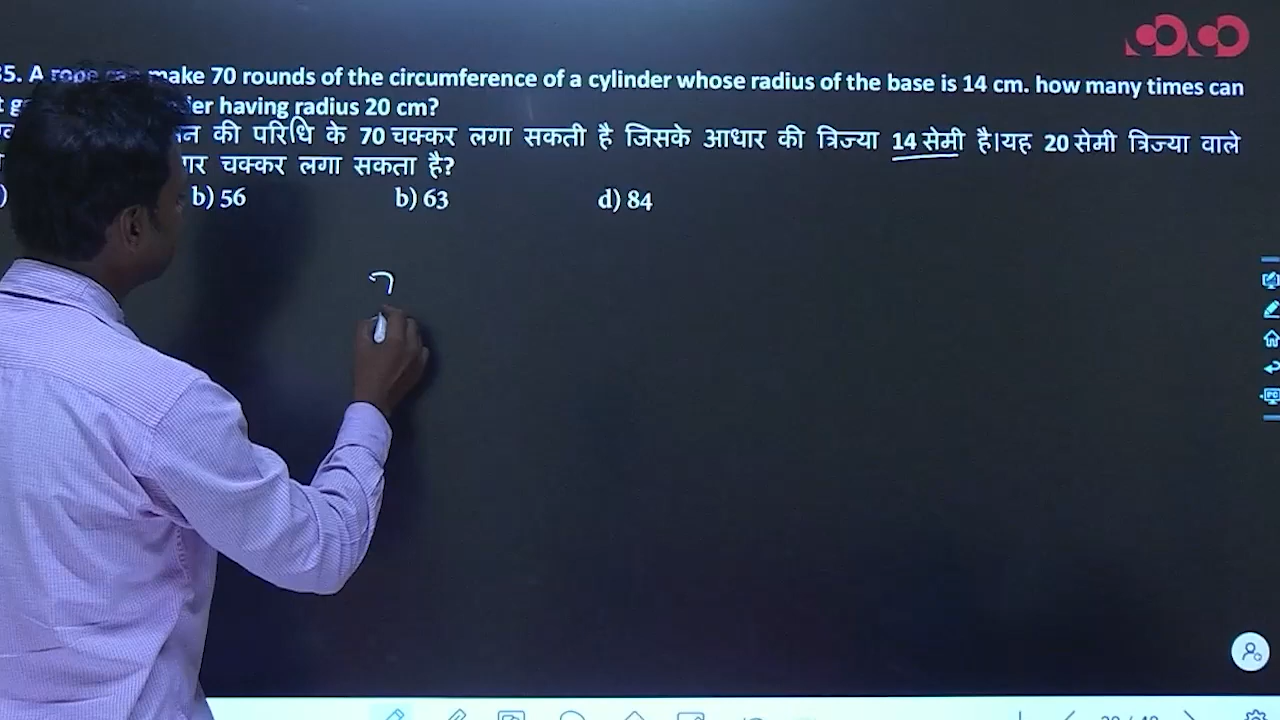 35. A rope can make 70 rounds of the circumference of a cylinder whose radius of the base is 14 cm. how many times can
having radius 20 cm?
की परिधि के 70 चक्कर लगा सकती है जिसके आधार की त्रिज्या 14 सेमी है।यह 20 सेमी त्रिज्या वाले
चक्कर लगा सकता है?
b) 56 b) 63 d) 84
7